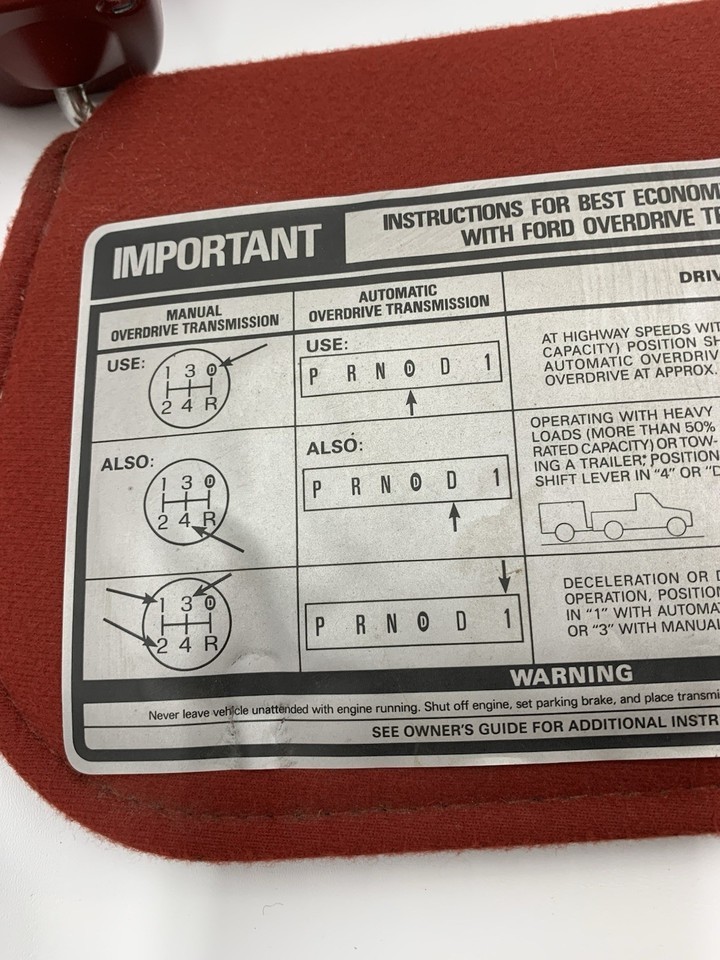 IMPORTANT
INSTRUCTIONS FOR BEST ECONOM
WITH FORD OVERDRIVE TR
MANUAL
OVERDRIVE TRANSMISSION
AUTOMATIC
OVERDRIVE TRANSMISSION
DRIV
USE:
1 3 D
2 4 R
USE:
P R N D D 1
AT HIGHWAY SPEEDS WIT
CAPACITY) POSITION SH
AUTOMATIC OVERDRIV
OVERDRIVE AT APPROX.
ALSO:
1 3 D
2 4 R
ALSO:
P R N D D 1
OPERATING WITH HEAVY
LOADS (MORE THAN 50%
RATED CAPACITY) OR TOW-
ING A TRAILER; POSITION
SHIFT LEVER IN "4" OR "D
1 3 D
2 4 R
P R N D D 1
DECELERATION OR D
OPERATION, POSITION
IN "1" WITH AUTOMA
OR "3" WITH MANUAL
WARNING
Never leave vehicle unattended with engine running. Shut off engine, set parking brake, and place transmi
SEE OWNER'S GUIDE FOR ADDITIONAL INSTR